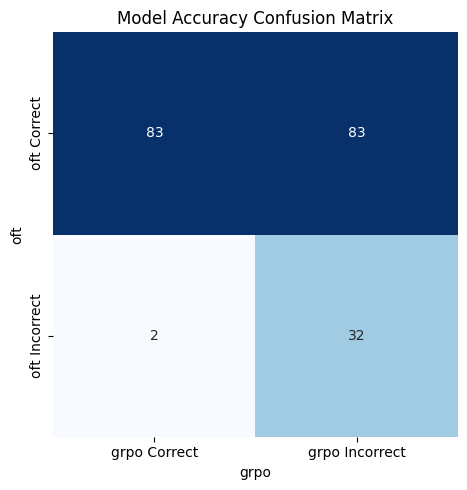 Model Accuracy Confusion Matrix
oft
oft Correct
83
83
oft Incorrect
2
32
grpo Correct
grpo Incorrect
grpo